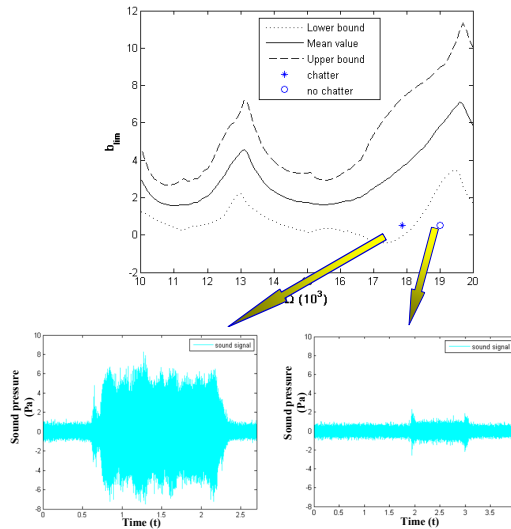 12
10
8
6
4
2
0
-2
b_lim
Lower bound
Mean value
Upper bound
chatter
no chatter
10 11 12 13 14 15 16 17 18 19 20
Ω (10³)
10
8
6
4
2
0
-2
-4
-6
-8
Sound pressure
(Pa)
sound signal
0 0.5 1 1.5 2 2.5
Time (t)
10
8
6
4
2
0
-2
-4
-6
-8
Sound pressure
(Pa)
sound signal
0 0.5 1 1.5 2 2.5 3 3.5
Time (t)